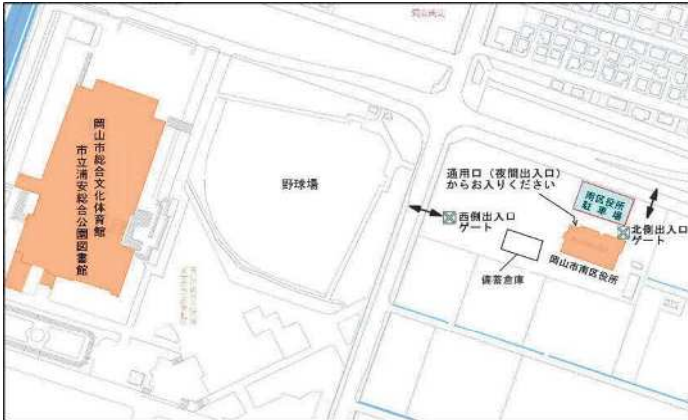 岡山市総合文化体育館
市立浦安総合公園図書館
野球場
通用口（夜間出入口）
からお入りください
南区役所
駐車場
西側出入口
ゲート
北側出入口
ゲート
備蓄倉庫
岡山市南区役所